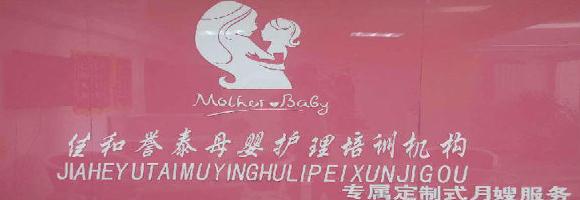 Mother Baby
佳和誉泰母婴护理培训机构
JIAHEYUTAIMUYINGHULIPEIXUNJIGOU
专属定制式月嫂服务